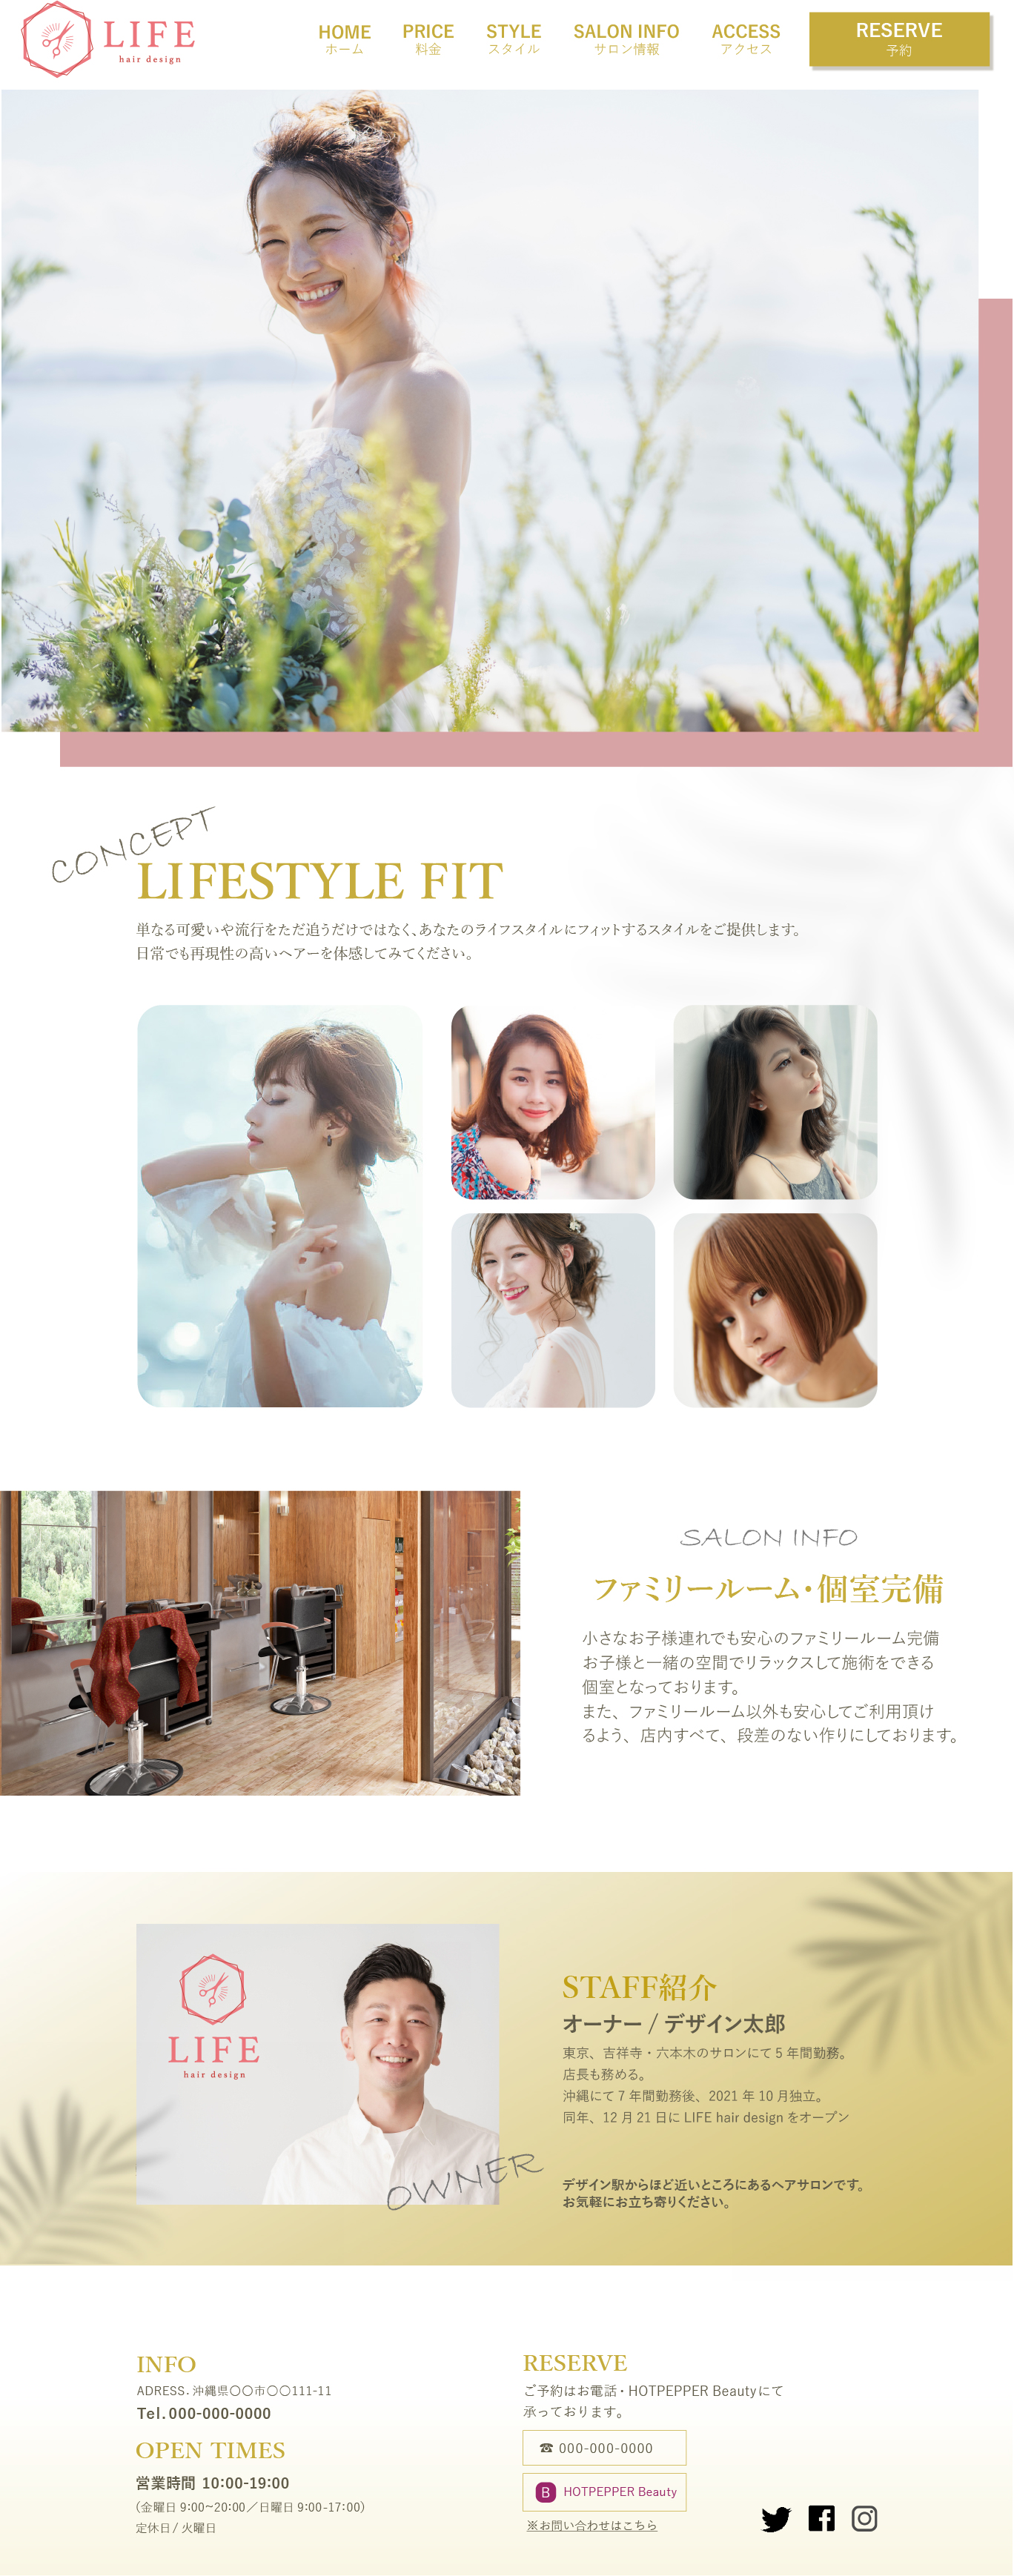 LIFE
hair design
HOME
ホーム
PRICE
料金
STYLE
スタイル
SALON INFO
サロン情報
ACCESS
アクセス
RESERVE
予約
CONCEPT
LIFESTYLE FIT
単なる可愛いや流行をただ追うだけではなく、あなたのライフスタイルにフィットするスタイルをご提供します。
日常でも再現性の高いヘアーを体感してみてください。
SALON INFO
ファミリールーム・個室完備
小さなお子様連れでも安心のファミリールーム完備
お子様と一緒の空間でリラックスして施術をできる
個室となっております。
また、ファミリールーム以外も安心してご利用頂け
るよう、店内すべて、段差のない作りにしております。
LIFE
hair design
OWNER
STAFF紹介
オーナー / デザイン太郎
東京、吉祥寺・六本木のサロンにて 5 年間勤務。
店長も務める。
沖縄にて 7 年間勤務後、2021 年 10 月独立。
同年、12 月 21 日に LIFE hair design をオープン
デザイン駅からほど近いところにあるヘアサロンです。
お気軽にお立ち寄りください。
INFO
ADRESS. 沖縄県〇〇市〇〇111-11
Tel. 000-000-0000
OPEN TIMES
営業時間 10:00-19:00
(金曜日 9:00~20:00／日曜日 9:00-17:00)
定休日 / 火曜日
RESERVE
ご予約はお電話・HOTPEPPER Beautyにて
承っております。
☎ 000-000-0000
B HOTPEPPER Beauty
※お問い合わせはこちら